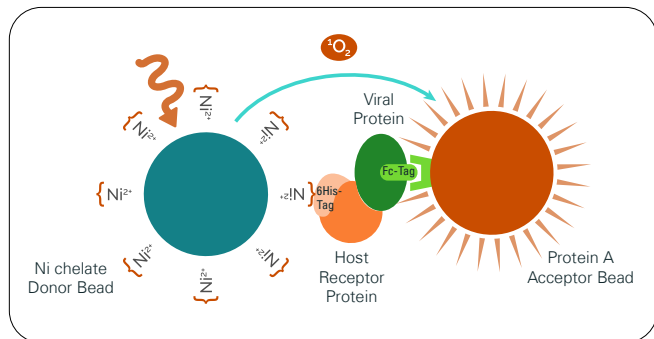 ¹O₂
Viral
Protein
Fc-Tag
6His-
Tag
Ni²⁺
Ni²⁺
Ni²⁺
Ni²⁺
Ni²⁺
Ni²⁺
Ni²⁺
Ni²⁺
Ni chelate
Donor Bead
Host
Receptor
Protein
Protein A
Acceptor Bead